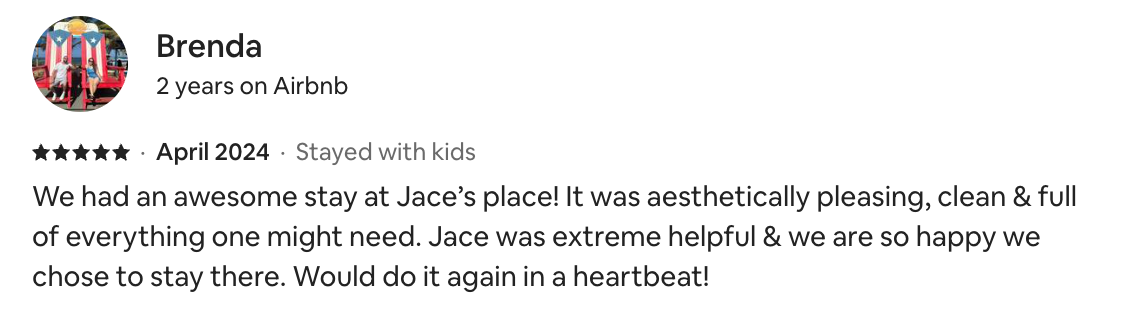 Brenda
2 years on Airbnb
★★★★★ · April 2024 · Stayed with kids
We had an awesome stay at Jace’s place! It was aesthetically pleasing, clean & full
of everything one might need. Jace was extreme helpful & we are so happy we
chose to stay there. Would do it again in a heartbeat!